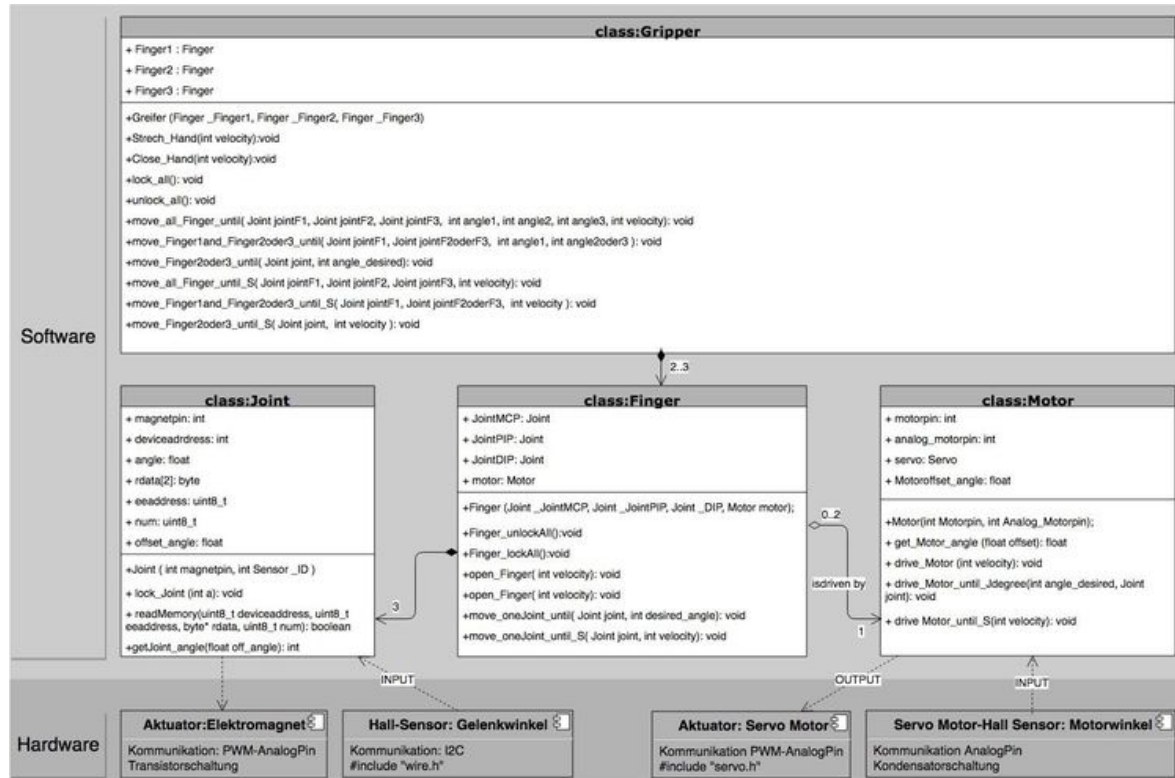 Software
class:Gripper
+ Finger1 : Finger
+ Finger2 : Finger
+ Finger3 : Finger
+Greifer (Finger _Finger1, Finger _Finger2, Finger _Finger3)
+Strech_Hand(int velocity):void
+Close_Hand(int velocity):void
+lock_all(): void
+unlock_all(): void
+move_all_Finger_until( Joint jointF1, Joint jointF2, Joint jointF3, int angle1, int angle2, int angle3, int velocity): void
+move_Finger1and_Finger2oder3_until( Joint jointF1, Joint jointF2oderF3, int angle1, int angle2oder3 ): void
+move_Finger2oder3_until( Joint joint, int angle_desired): void
+move_all_Finger_until_S( Joint jointF1, Joint jointF2, Joint jointF3, int velocity): void
+move_Finger1and_Finger2oder3_until_S( Joint jointF1, Joint jointF2oderF3, int velocity ): void
+move_Finger2oder3_until_S( Joint joint, int velocity ): void
2..3
class:Joint
+ magnetpin: int
+ deviceadrdress: int
+ angle: float
+ rdata[2]: byte
+ eeaddress: uint8_t
+ num: uint8_t
+ offset_angle: float
+Joint ( int magnetpin, int Sensor _ID )
+ lock_Joint (int a): void
+ readMemory(uint8_t deviceaddress, uint8_t
eeaddress, byte* rdata, uint8_t num): boolean
+getJoint_angle(float off_angle): int
3
class:Finger
+ JointMCP: Joint
+ JointPIP: Joint
+ JointDIP: Joint
+ motor: Motor
+Finger (Joint _JointMCP, Joint _JointPIP, Joint _DIP, Motor motor);
+Finger_unlockAll():void
+Finger_lockAll():void
+open_Finger( int velocity): void
+open_Finger( int velocity): void
+move_oneJoint_until( Joint joint, int desired_angle): void
+move_oneJoint_until_S( Joint joint, int velocity): void
0..2
isdriven by
1
class:Motor
+ motorpin: int
+ analog_motorpin: int
+ servo: Servo
+ Motoroffset_angle: float
+Motor(int Motorpin, int Analog_Motorpin);
+ get_Motor_angle (float offset): float
+ drive_Motor (int velocity): void
+ drive_Motor_until_Jdegree(int angle_desired, Joint
joint): void
+ drive Motor_until_S(int velocity): void
INPUT
OUTPUT
INPUT
Hardware
Aktuator:Elektromagnet
Kommunikation: PWM-AnalogPin
Transistorschaltung
Hall-Sensor: Gelenkwinkel
Kommunikation: I2C
#include "wire.h"
Aktuator: Servo Motor
Kommunikation PWM-AnalogPin
#include "servo.h"
Servo Motor-Hall Sensor: Motorwinkel
Kommunikation AnalogPin
Kondensatorschaltung